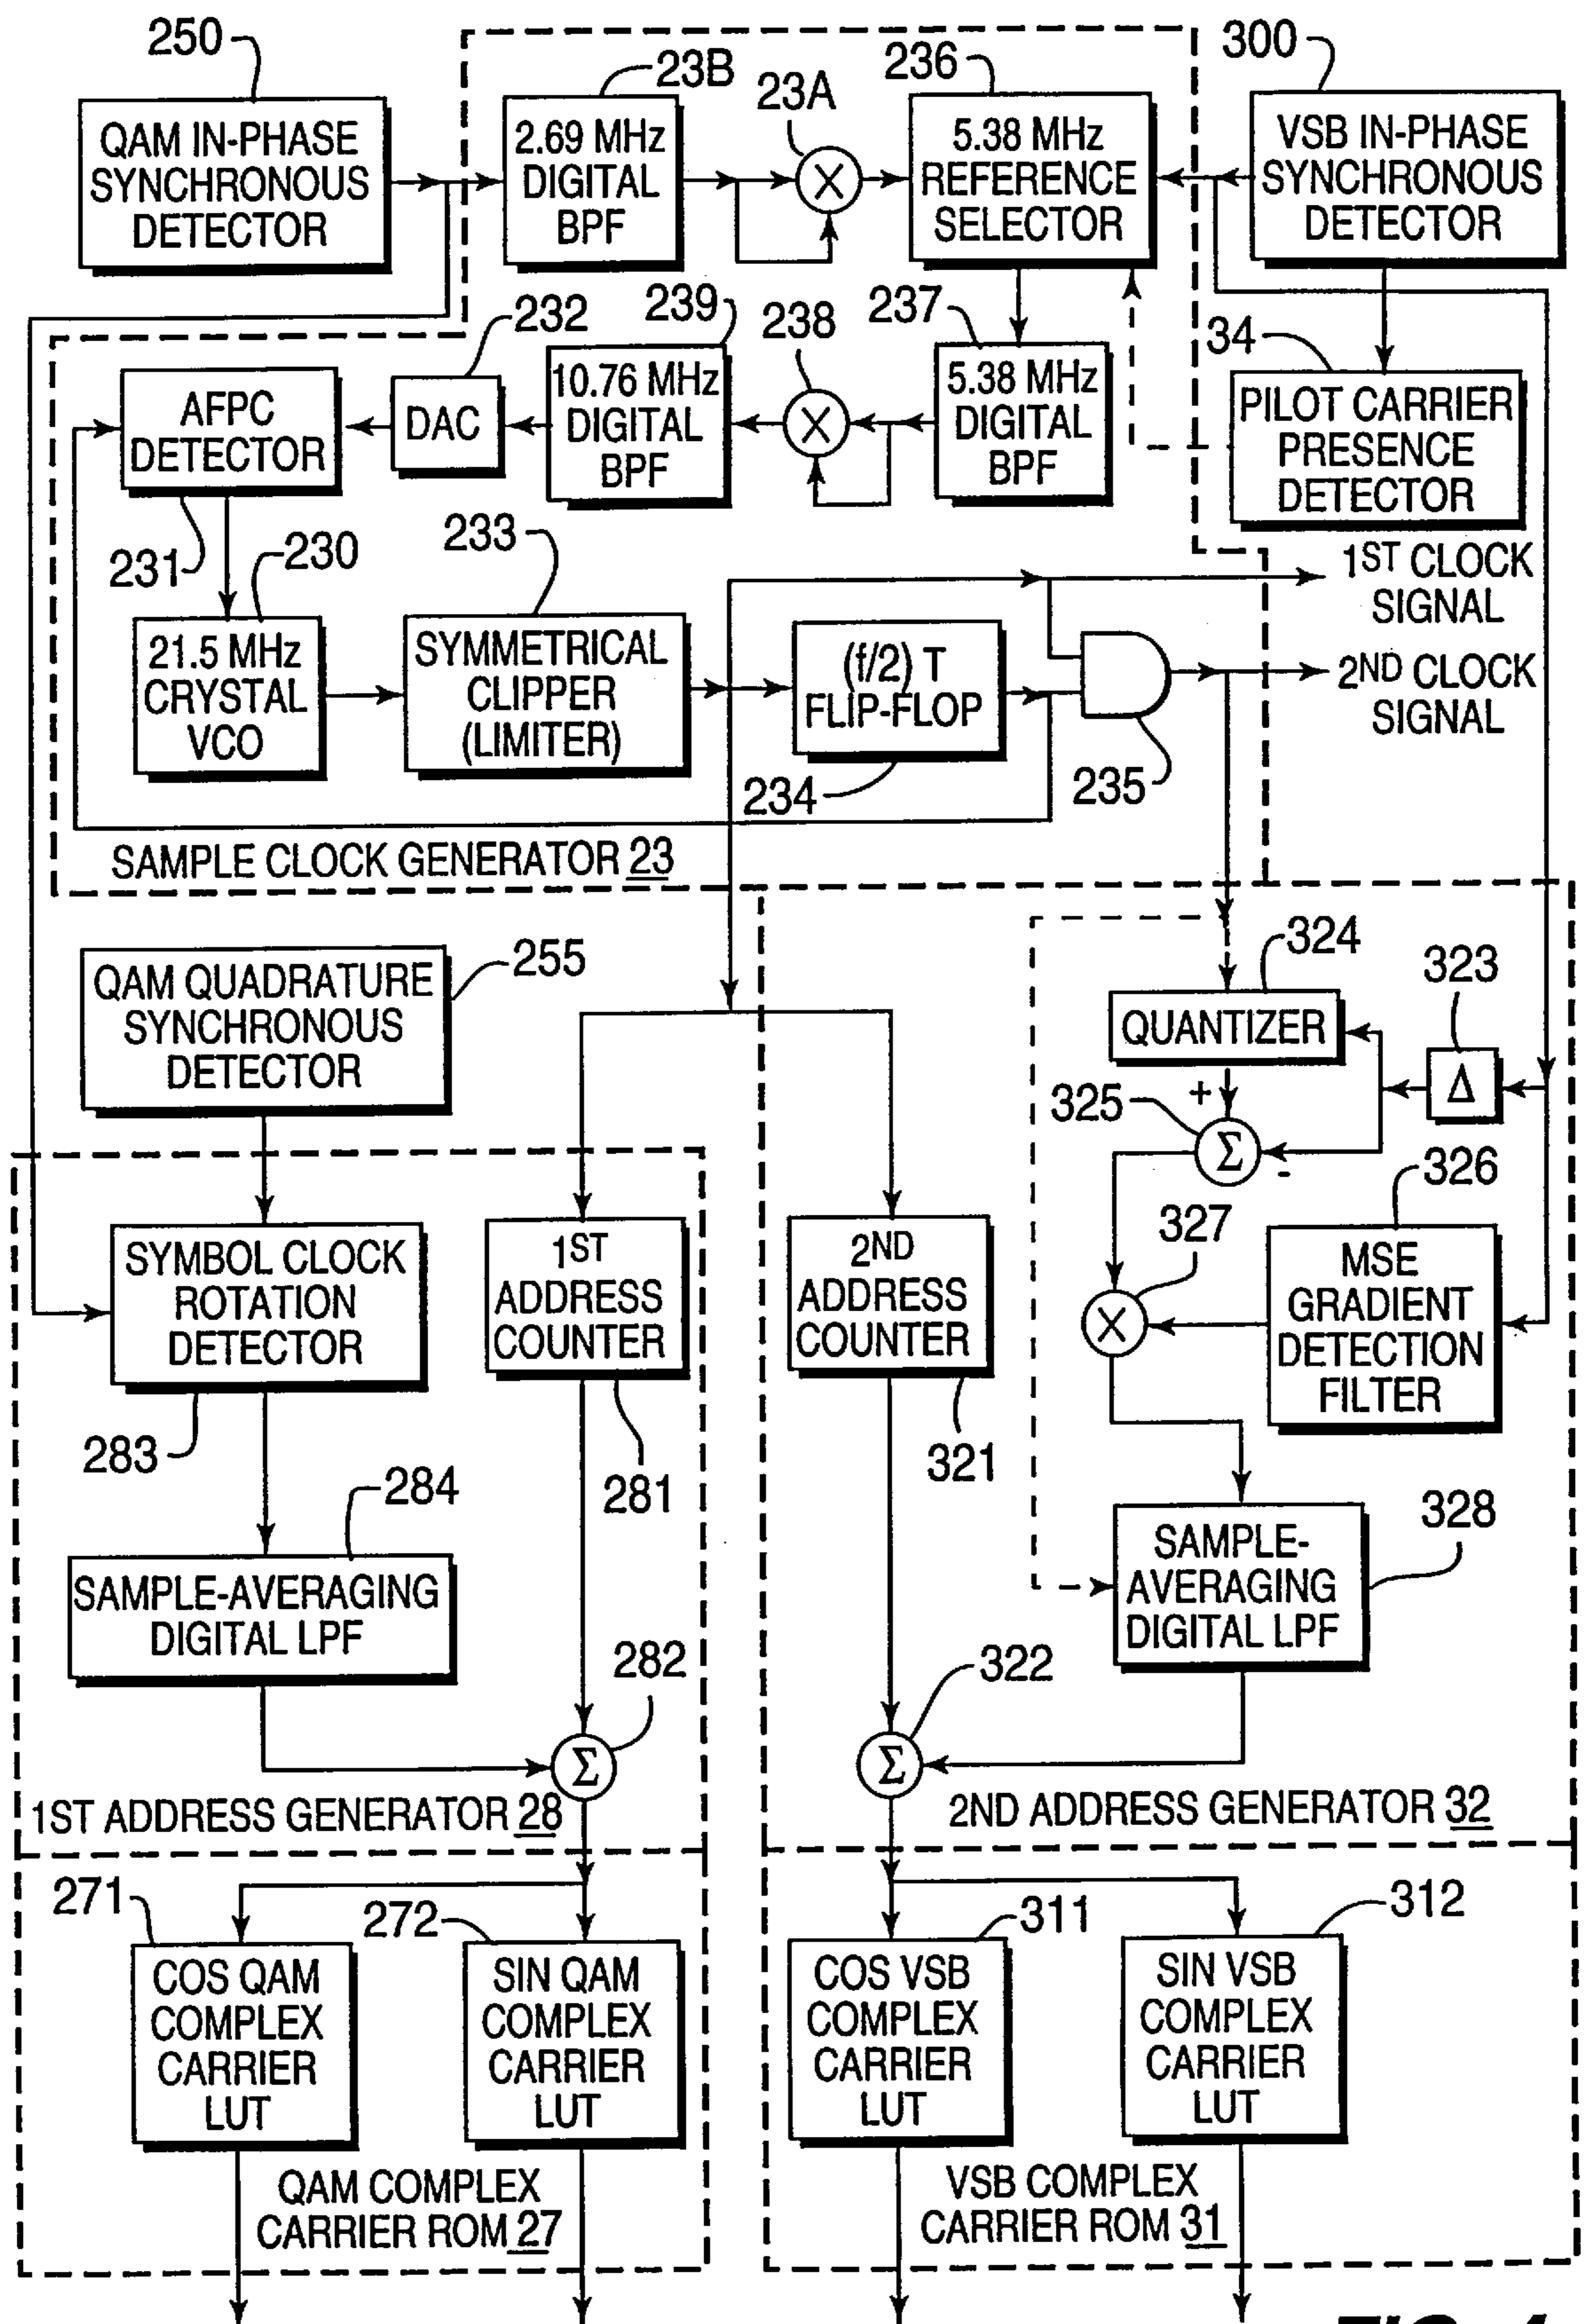 250
23B
23A
236
300
QAM IN-PHASE
SYNCHRONOUS
DETECTOR
2.69 MHz
DIGITAL
BPF
X
5.38 MHz
REFERENCE
SELECTOR
VSB IN-PHASE
SYNCHRONOUS
DETECTOR
232
239
238
237
34
AFPC
DETECTOR
DAC
10.76 MHz
DIGITAL
BPF
X
5.38 MHz
DIGITAL
BPF
PILOT CARRIER
PRESENCE
DETECTOR
231
230
233
1ST CLOCK
SIGNAL
21.5 MHz
CRYSTAL
VCO
SYMMETRICAL
CLIPPER
(LIMITER)
(f/2) T
FLIP-FLOP
2ND CLOCK
SIGNAL
234
235
SAMPLE CLOCK GENERATOR 23
255
324
323
QAM QUADRATURE
SYNCHRONOUS
DETECTOR
QUANTIZER
Δ
+
325
Σ
-
326
327
SYMBOL CLOCK
ROTATION
DETECTOR
1ST
ADDRESS
COUNTER
2ND
ADDRESS
COUNTER
X
MSE
GRADIENT
DETECTION
FILTER
283
281
321
284
328
SAMPLE-AVERAGING
DIGITAL LPF
SAMPLE-
AVERAGING
DIGITAL LPF
282
322
Σ
Σ
1ST ADDRESS GENERATOR 28
2ND ADDRESS GENERATOR 32
271
272
311
312
COS QAM
COMPLEX
CARRIER
LUT
SIN QAM
COMPLEX
CARRIER
LUT
COS VSB
COMPLEX
CARRIER
LUT
SIN VSB
COMPLEX
CARRIER
LUT
QAM COMPLEX
CARRIER ROM 27
VSB COMPLEX
CARRIER ROM 31